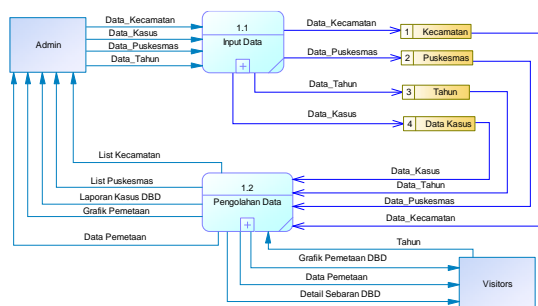 Admin
Data_Kecamatan
Data_Kasus
Data_Puskesmas
Data_Tahun
1.1
Input Data
Data_Kecamatan
Data_Puskesmas
Data_Tahun
Data_Kasus
1 Kecamatan
2 Puskesmas
3 Tahun
4 Data Kasus
List Kecamatan
List Puskesmas
Laporan Kasus DBD
Grafik Pemetaan
Data Pemetaan
1.2
Pengolahan Data
Data_Kasus
Data_Tahun
Data_Puskesmas
Data_Kecamatan
Tahun
Grafik Pemetaan DBD
Data Pemetaan
Detail Sebaran DBD
Visitors